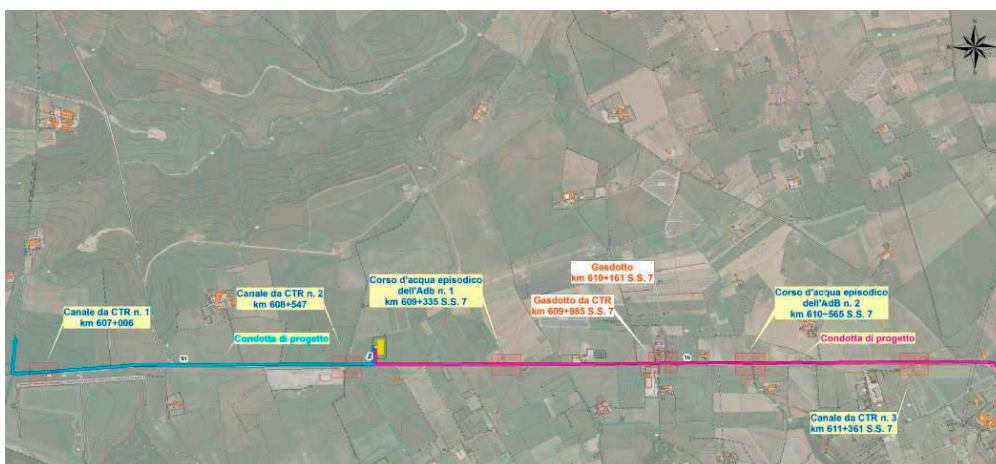 N
Gasdotto
km 610+161 S.S. 7
Corso d'acqua episodico
dell'Adb n. 1
km 609+335 S.S. 7
Canale da CTR n. 2
km 608+547
Gasdotto da CTR
km 609+985 S.S. 7
Corso d'acqua episodico
dell'AdB n. 2
km 610+565 S.S. 7
Canale da CTR n. 1
km 607+006
Condotta di progetto
Condotta di progetto
Canale da CTR n. 3
km 611+361 S.S. 7